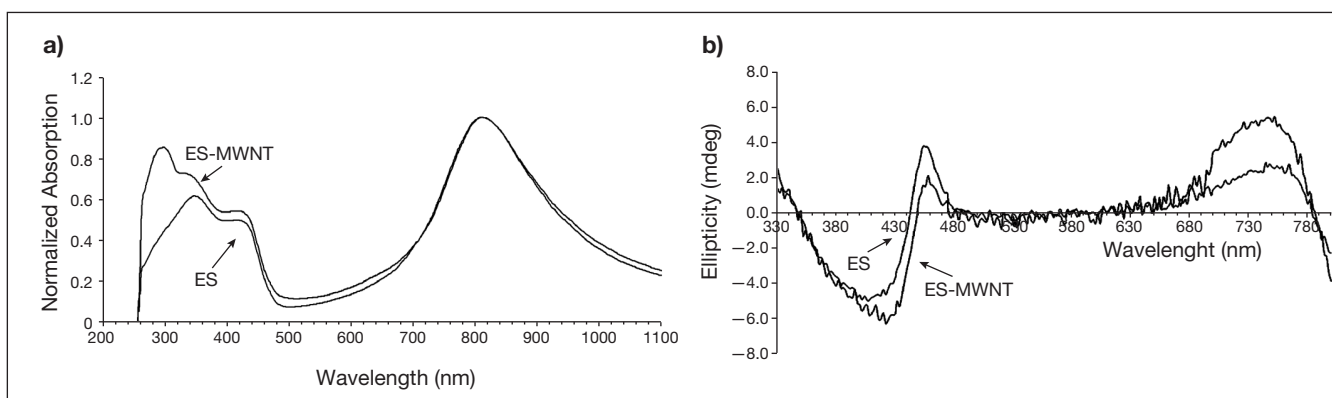 a)
1.2
1.0
0.8
0.6
0.4
0.2
0
Normalized Absorption
ES-MWNT
ES
200 300 400 500 600 700 800 900 1000 1100
Wavelength (nm)
b)
8.0
6.0
4.0
2.0
0.0
−2.0
−4.0
−6.0
−8.0
Ellipticity (mdeg)
330 380 430 480 530 580 630 680 730 780
Wavelenght (nm)
ES
ES-MWNT